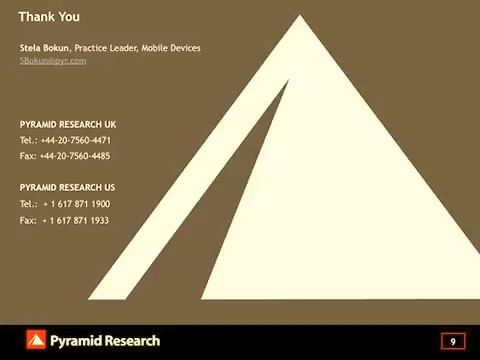 Thank You
Stela Bokun, Practice Leader, Mobile Devices
SBokun@pyr.com
PYRAMID RESEARCH UK
Tel.: +44-20-7560-4471
Fax: +44-20-7560-4485
PYRAMID RESEARCH US
Tel.: + 1 617 871 1900
Fax: + 1 617 871 1933
Pyramid Research
9